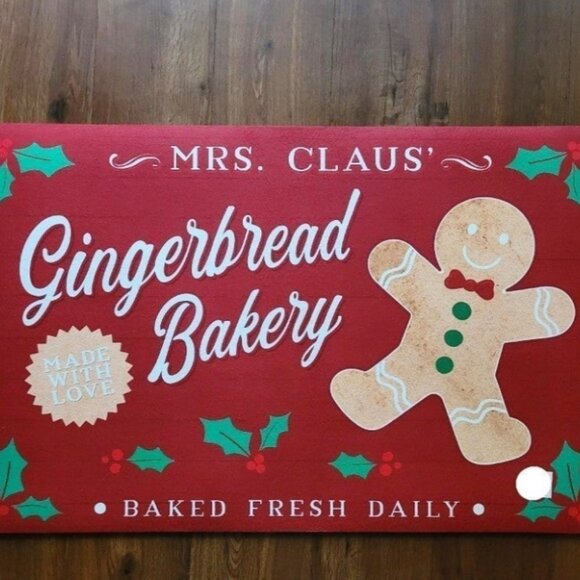 MRS. CLAUS'
Gingerbread
Bakery
MADE
WITH
LOVE
• BAKED FRESH DAILY •